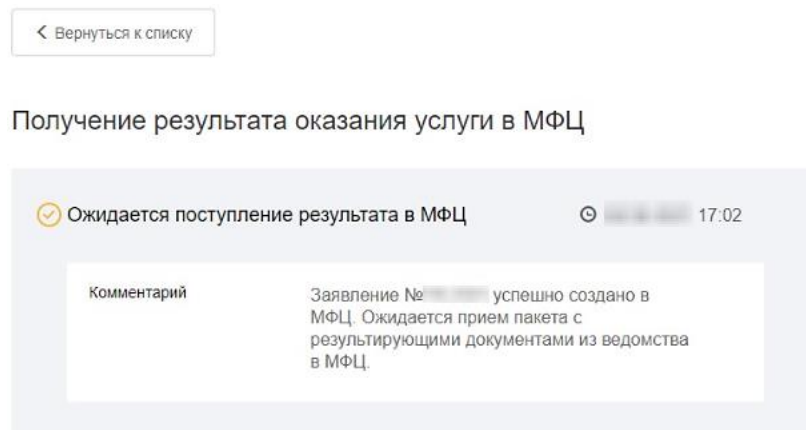 Вернуться к списку
Получение результата оказания услуги в МФЦ
Ожидается поступление результата в МФЦ
17:02
Комментарий
Заявление № успешно создано в
МФЦ. Ожидается прием пакета с
результирующими документами из ведомства
в МФЦ.